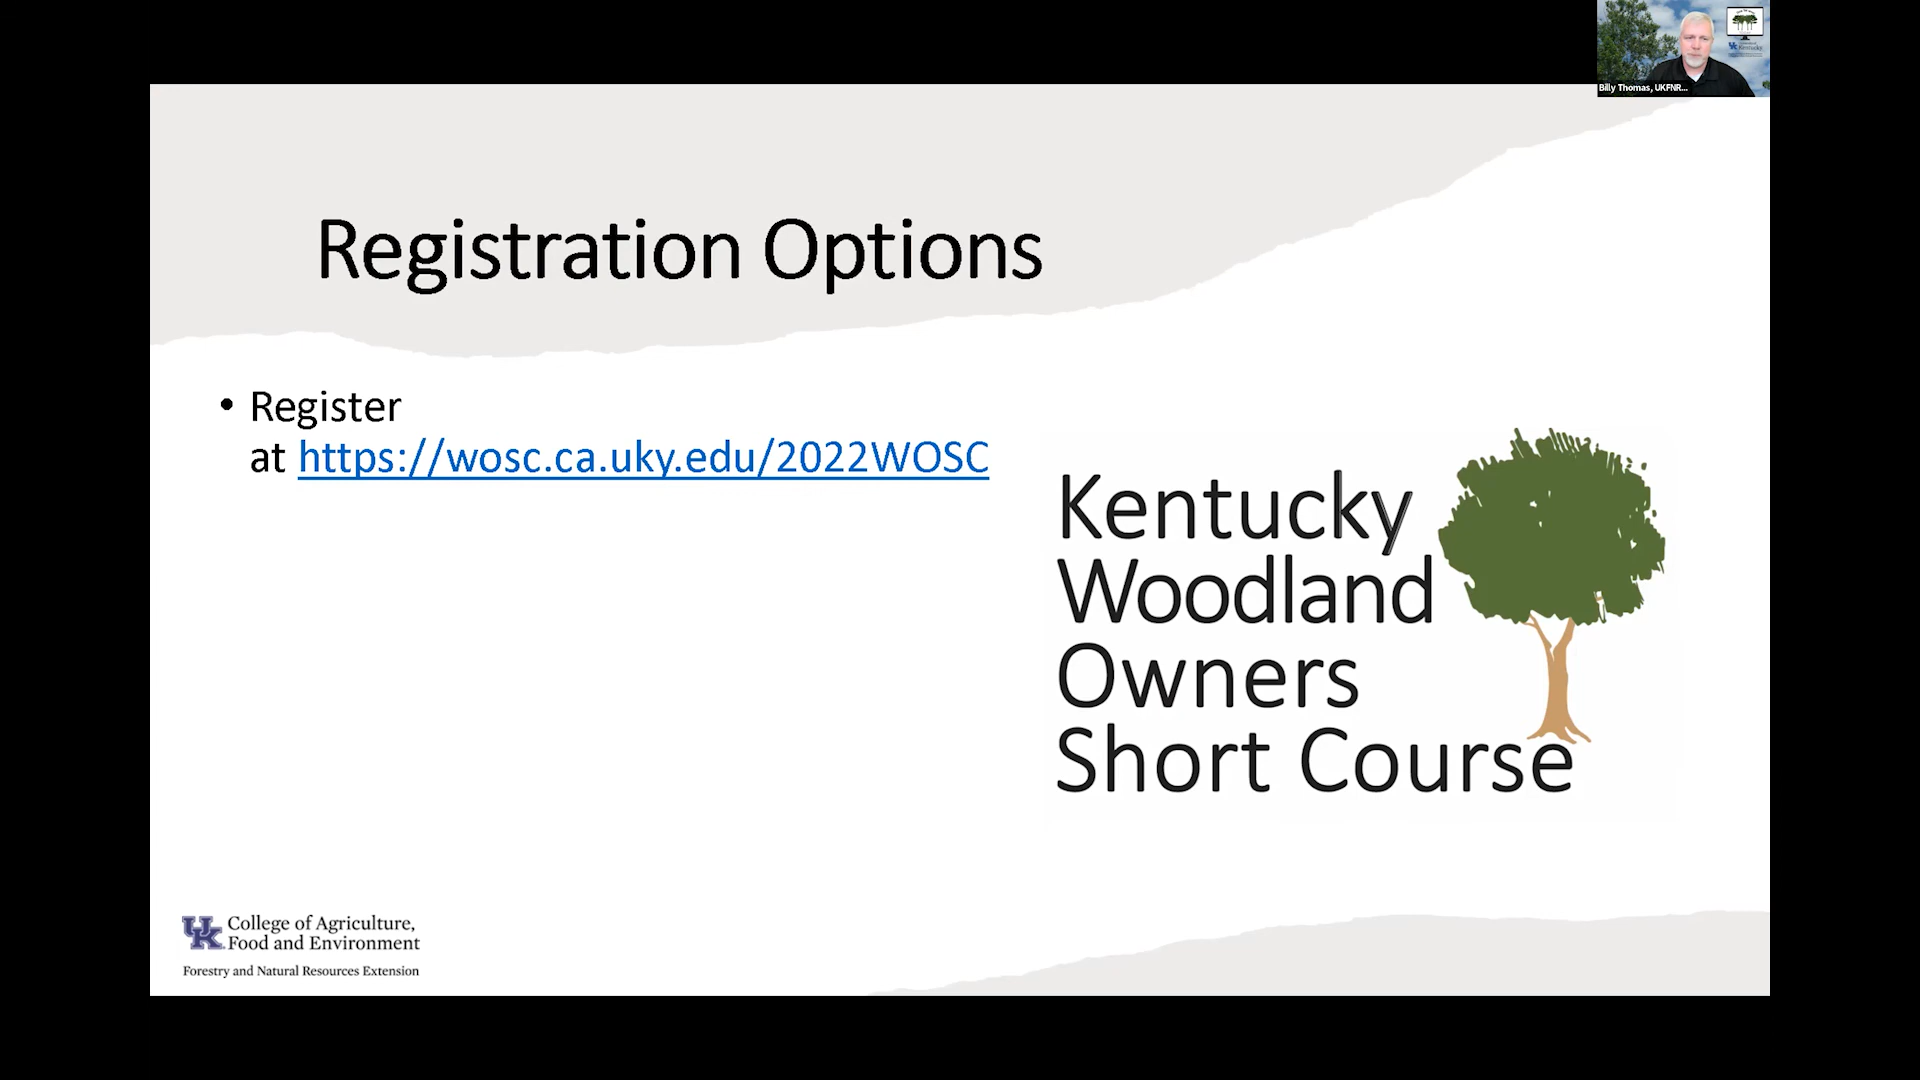 Billy Thomas, UKFNR...
Registration Options
• Register
at https://wosc.ca.uky.edu/2022WOSC
Kentucky
Woodland
Owners
Short Course
UK College of Agriculture,
Food and Environment
Forestry and Natural Resources Extension